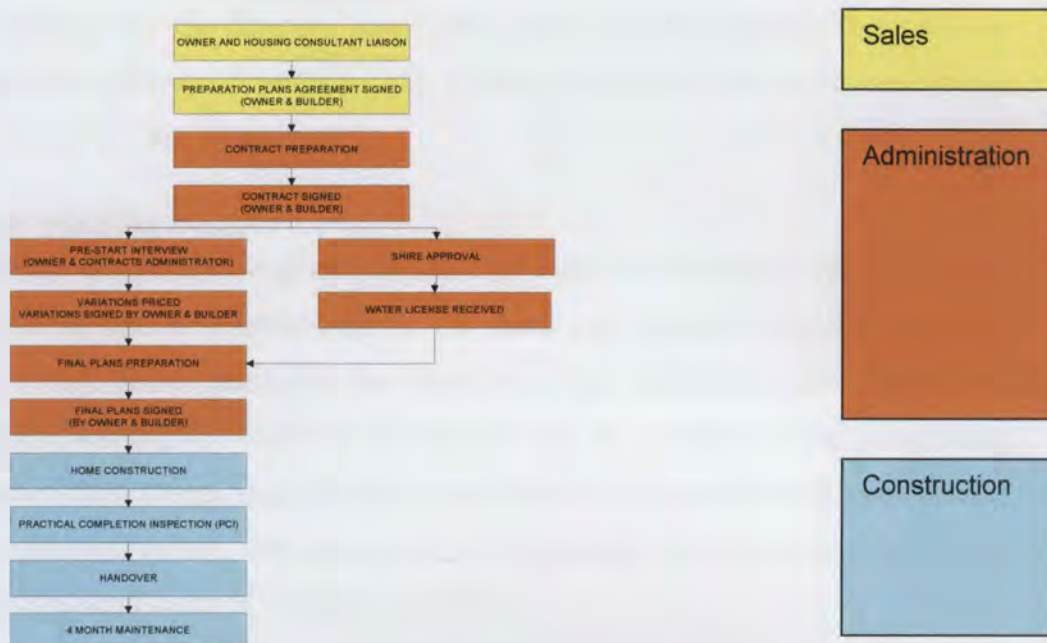 OWNER AND HOUSING CONSULTANT LIAISON
PREPARATION PLANS AGREEMENT SIGNED
(OWNER & BUILDER)
CONTRACT PREPARATION
CONTRACT SIGNED
(OWNER & BUILDER)
PRE-START INTERVIEW
(OWNER & CONTRACTS ADMINISTRATOR)
SHIRE APPROVAL
VARIATIONS PRICED
VARIATIONS SIGNED BY OWNER & BUILDER
WATER LICENSE RECEIVED
FINAL PLANS PREPARATION
FINAL PLANS SIGNED
(BY OWNER & BUILDER)
HOME CONSTRUCTION
PRACTICAL COMPLETION INSPECTION (PCI)
HANDOVER
4 MONTH MAINTENANCE
Sales
Administration
Construction